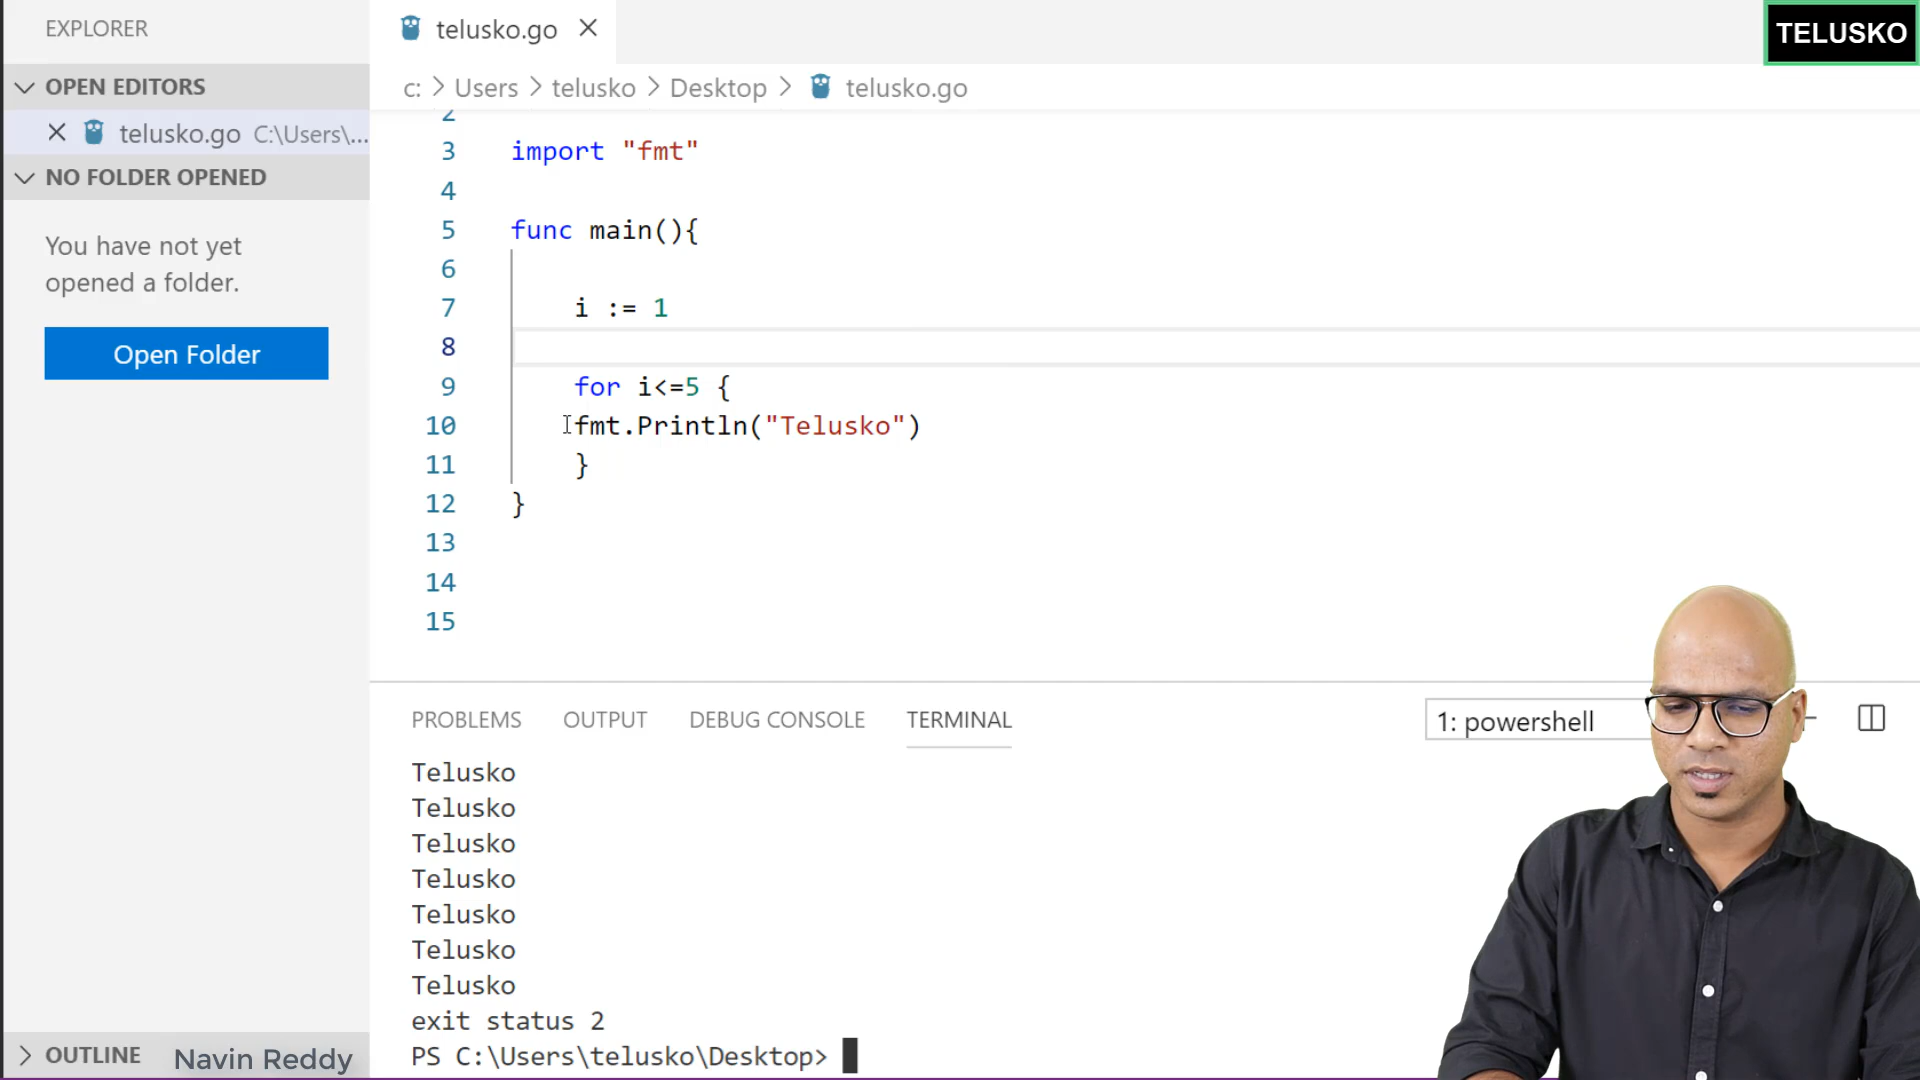 EXPLORER
OPEN EDITORS
telusko.go C:\Users\...
NO FOLDER OPENED
You have not yet
opened a folder.
Open Folder
OUTLINE
Navin Reddy
telusko.go
c: > Users > telusko > Desktop > telusko.go
TELUSKO
2
3 import "fmt"
4
5 func main(){
6
7 i := 1
8
9 for i<=5 {
10 fmt.Println("Telusko")
11 }
12 }
13
14
15
PROBLEMS OUTPUT DEBUG CONSOLE TERMINAL 1: powershell
Telusko
Telusko
Telusko
Telusko
Telusko
Telusko
Telusko
exit status 2
PS C:\Users\telusko\Desktop>